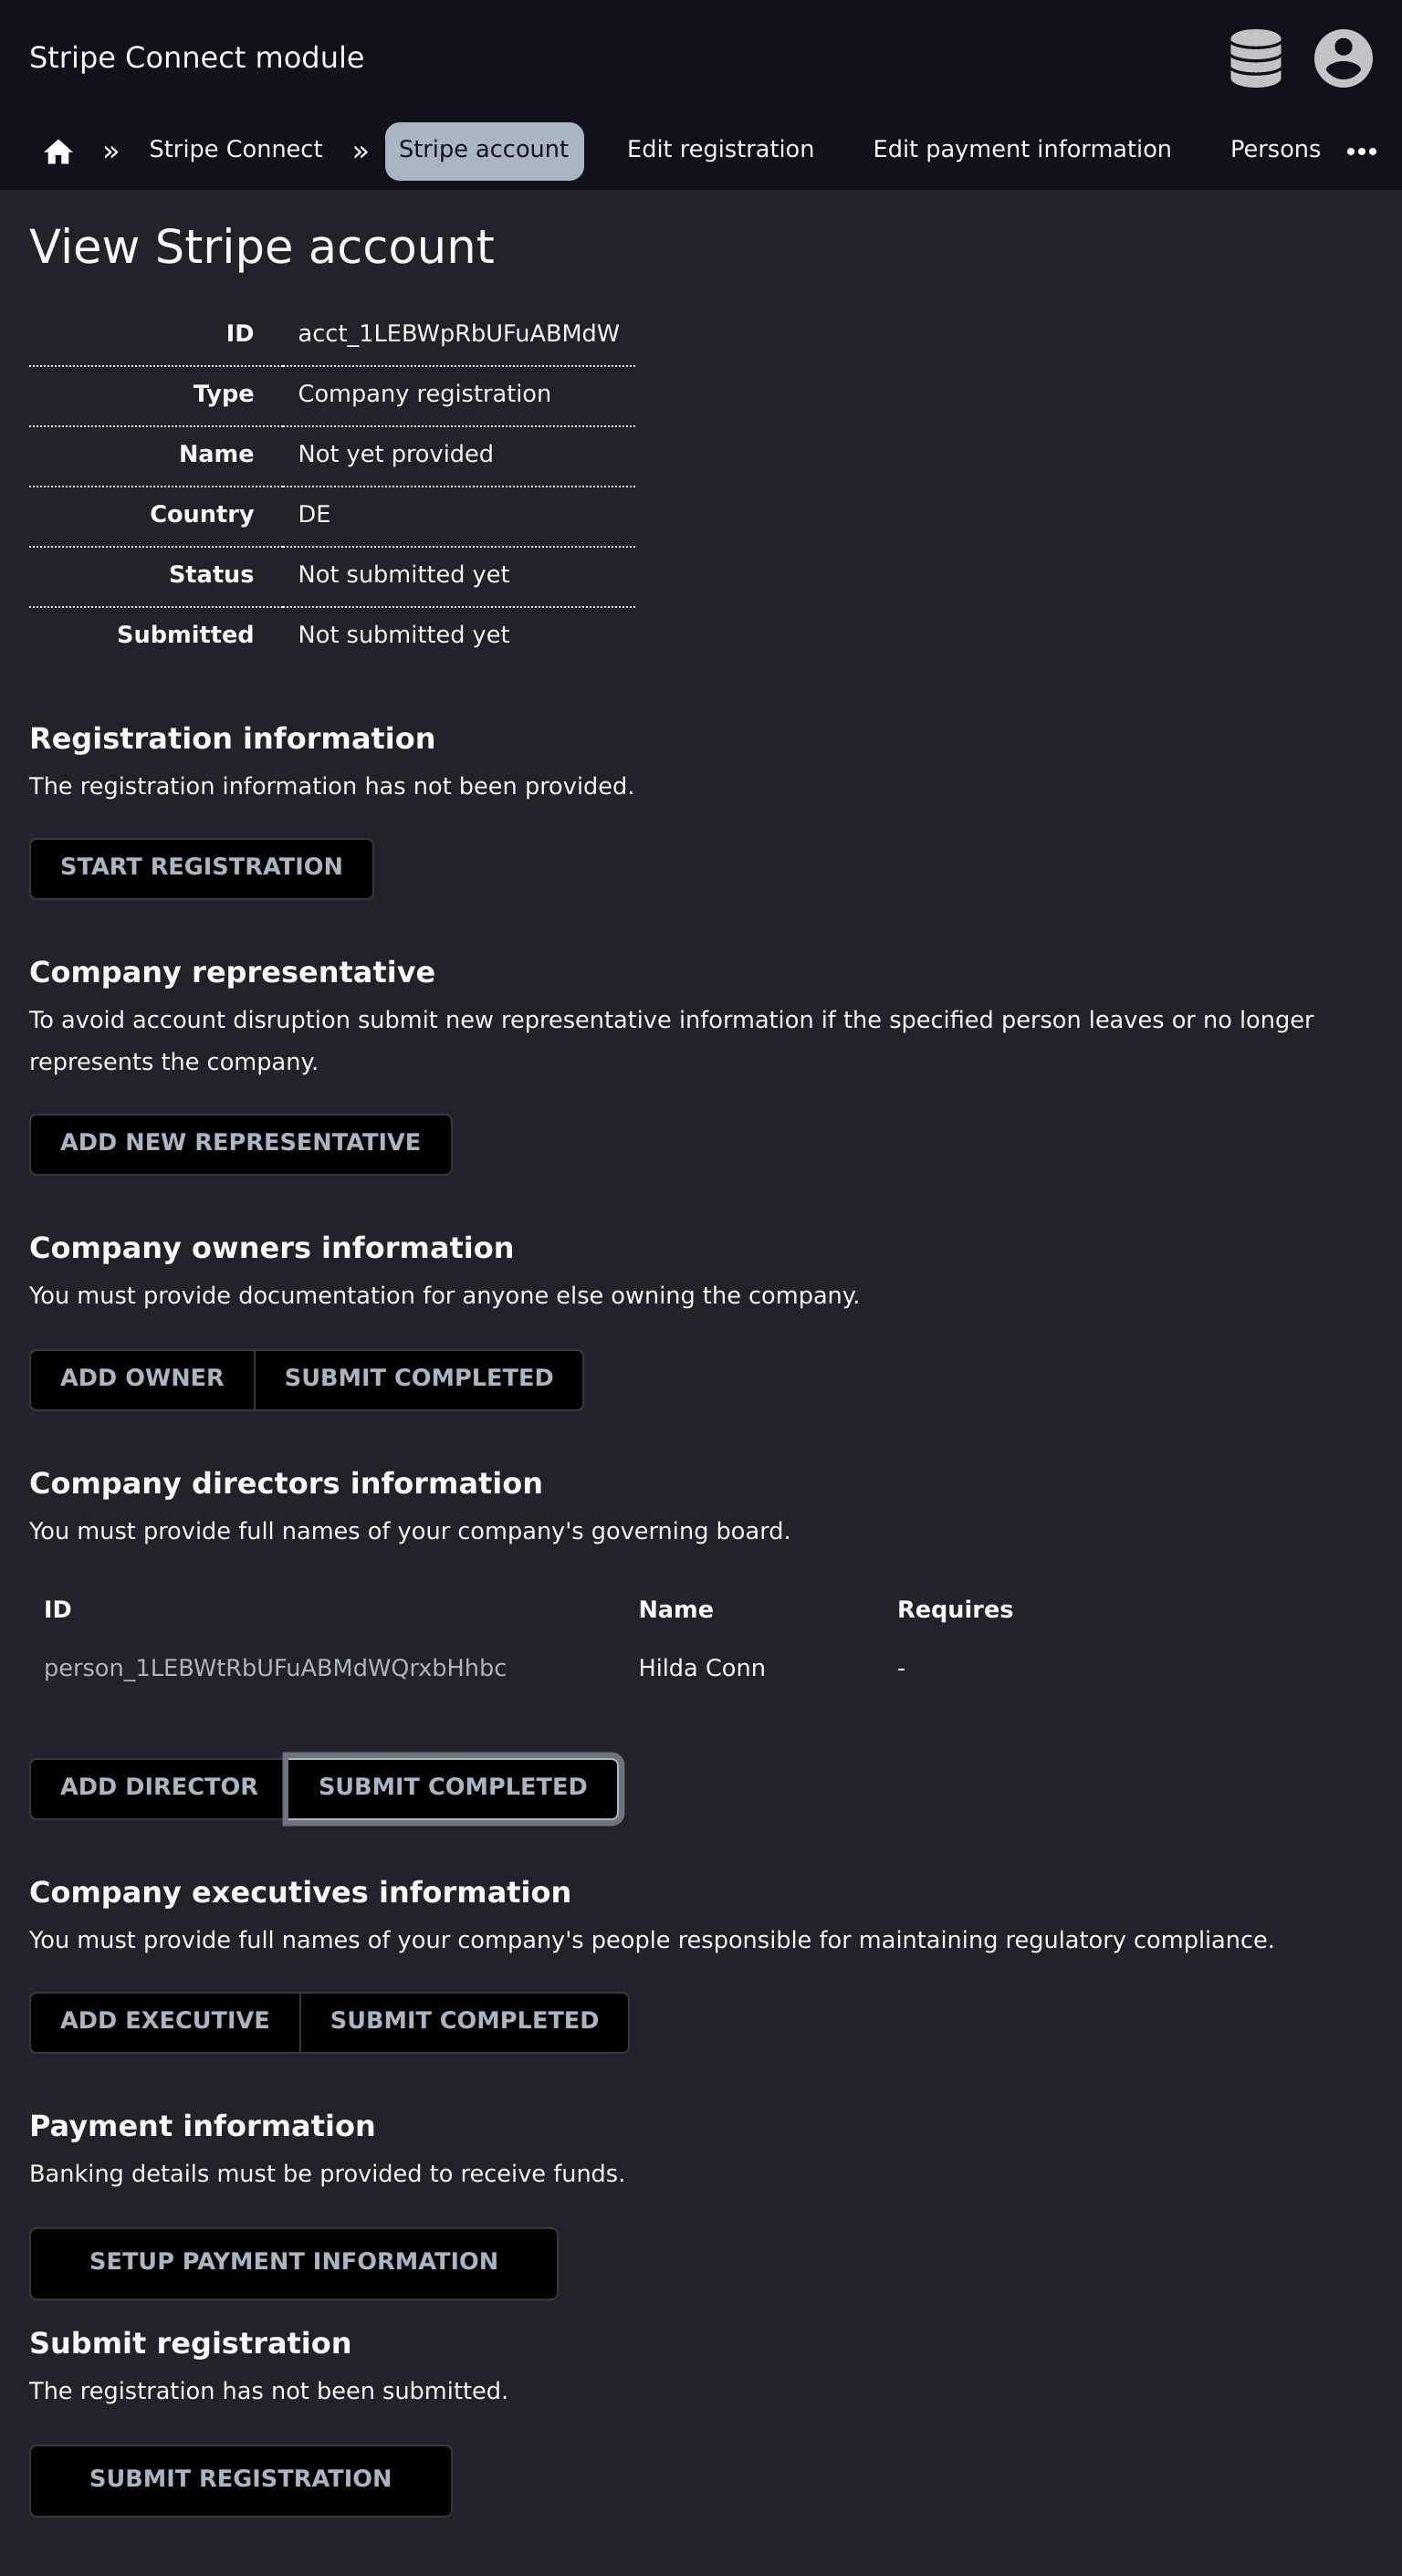 Stripe Connect module
» Stripe Connect » Stripe account Edit registration Edit payment information Persons •••
View Stripe account
ID acct_1LEBWpRbUFuABMdW
Type Company registration
Name Not yet provided
Country DE
Status Not submitted yet
Submitted Not submitted yet
Registration information
The registration information has not been provided.
START REGISTRATION
Company representative
To avoid account disruption submit new representative information if the specified person leaves or no longer
represents the company.
ADD NEW REPRESENTATIVE
Company owners information
You must provide documentation for anyone else owning the company.
ADD OWNER SUBMIT COMPLETED
Company directors information
You must provide full names of your company's governing board.
ID Name Requires
person_1LEBWtRbUFuABMdWQrxbHhbc Hilda Conn -
ADD DIRECTOR SUBMIT COMPLETED
Company executives information
You must provide full names of your company's people responsible for maintaining regulatory compliance.
ADD EXECUTIVE SUBMIT COMPLETED
Payment information
Banking details must be provided to receive funds.
SETUP PAYMENT INFORMATION
Submit registration
The registration has not been submitted.
SUBMIT REGISTRATION